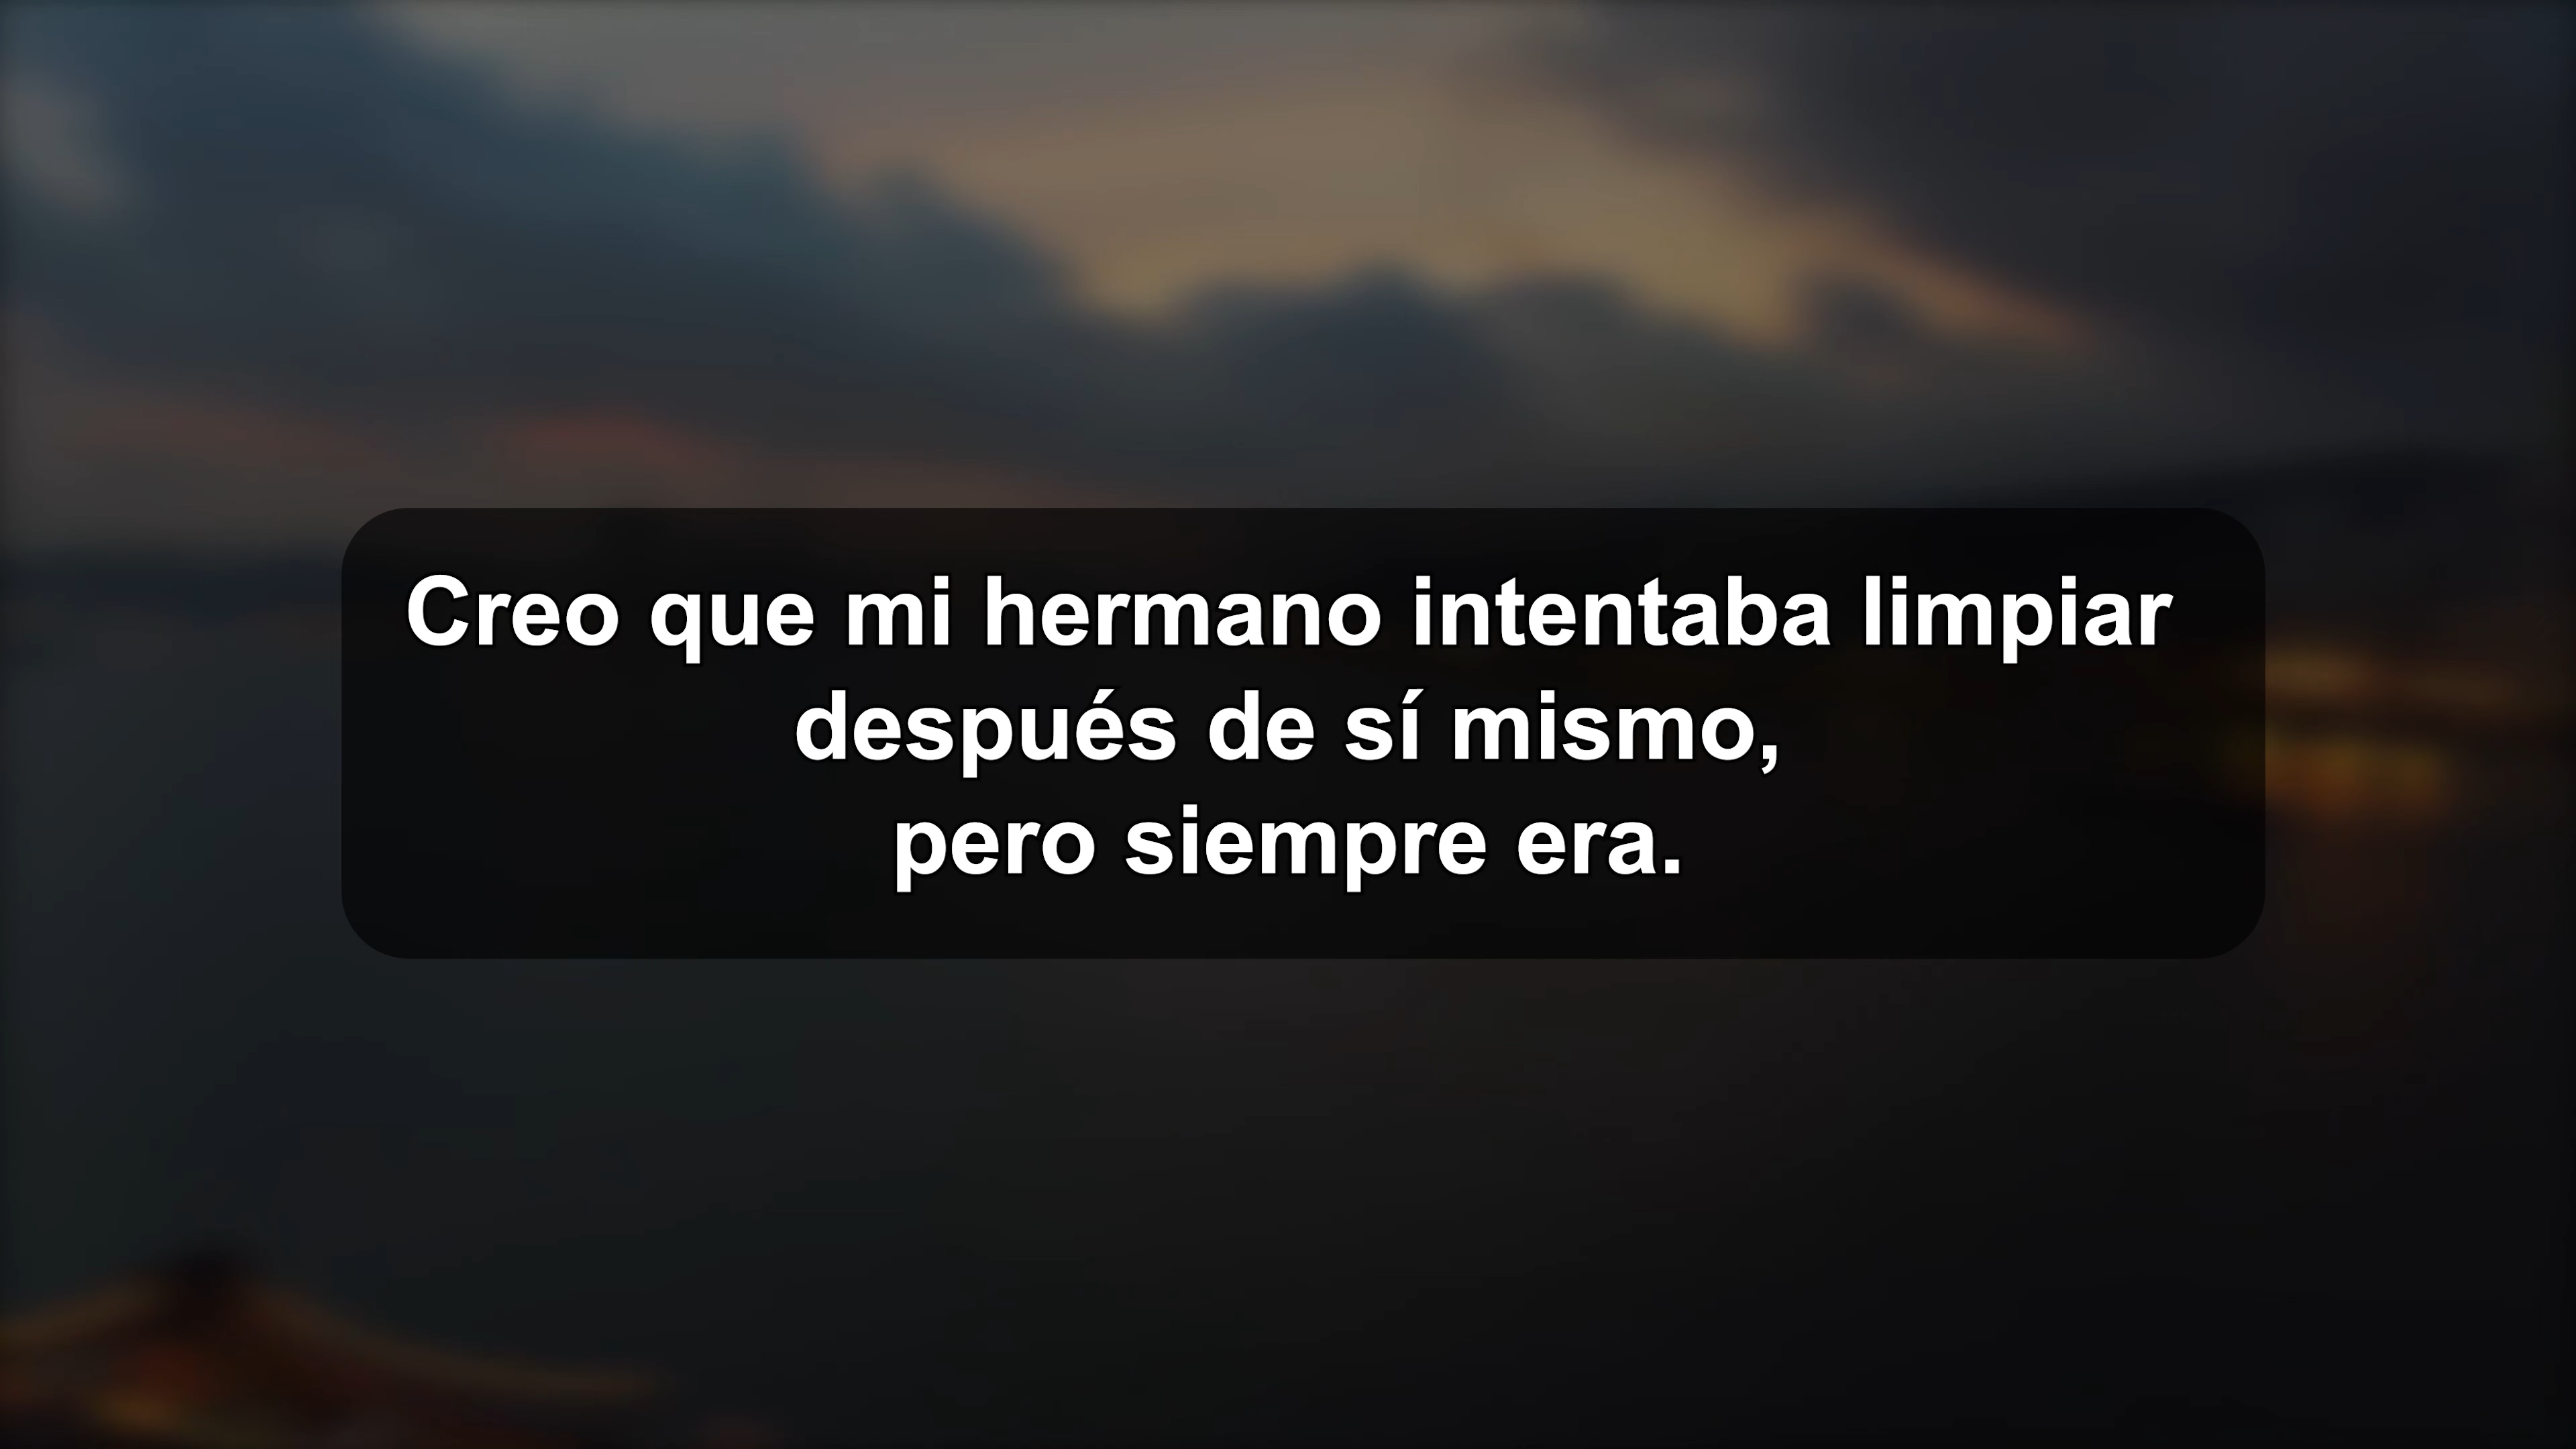 Creo que mi hermano intentaba limpiar
después de sí mismo,
pero siempre era.